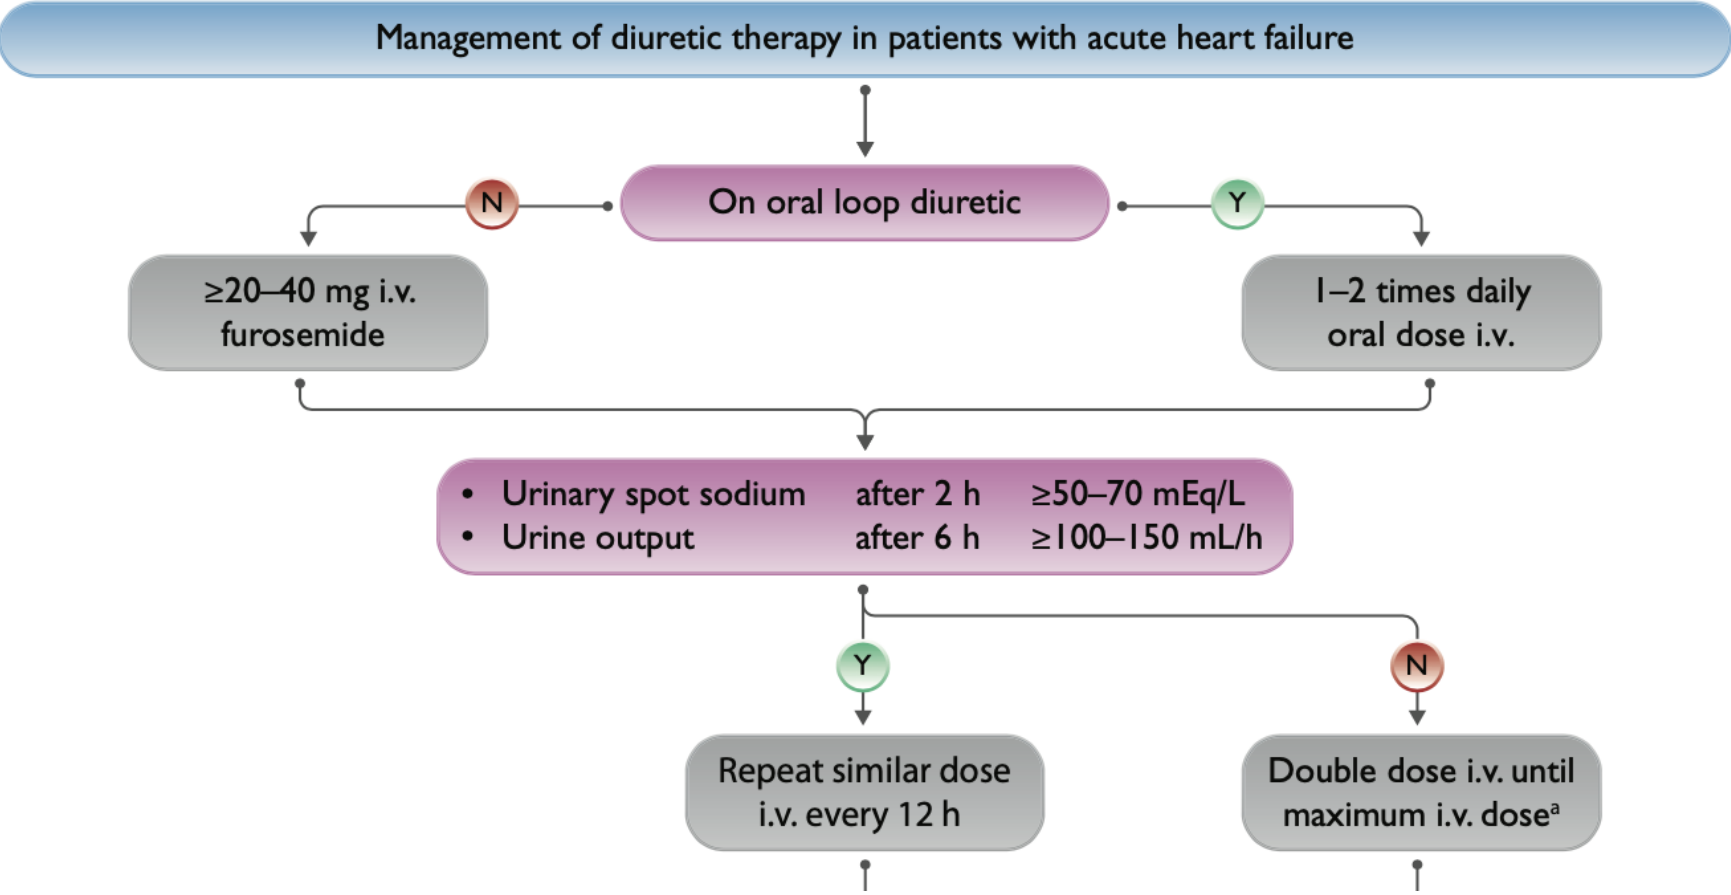 Management of diuretic therapy in patients with acute heart failure
N
On oral loop diuretic
Y
≥20–40 mg i.v.
furosemide
1–2 times daily
oral dose i.v.
• Urinary spot sodium after 2 h ≥50–70 mEq/L
• Urine output after 6 h ≥100–150 mL/h
Y
N
Repeat similar dose
i.v. every 12 h
Double dose i.v. until
maximum i.v. doseᵃ